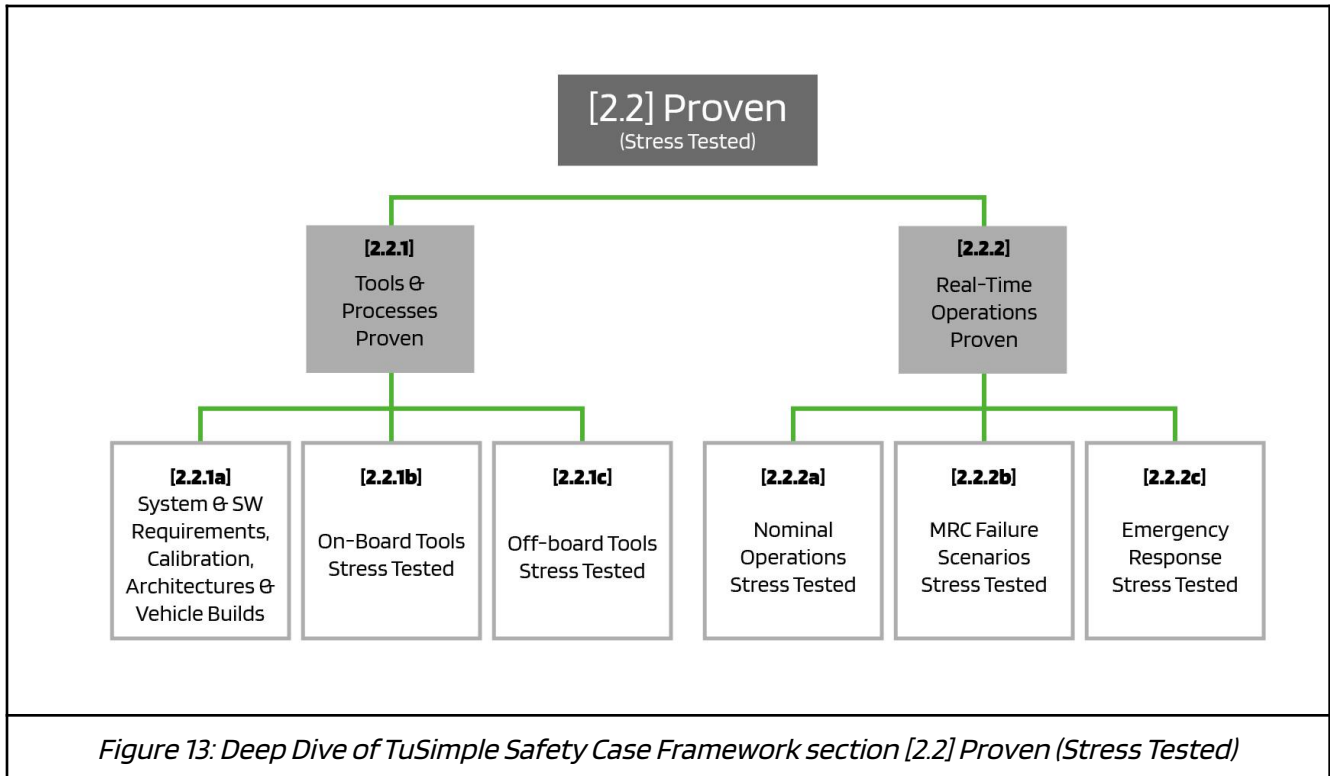 [2.2] Proven
(Stress Tested)
[2.2.1]
Tools &
Processes
Proven
[2.2.2]
Real-Time
Operations
Proven
[2.2.1a]
System & SW
Requirements,
Calibration,
Architectures &
Vehicle Builds
[2.2.1b]
On-Board Tools
Stress Tested
[2.2.1c]
Off-board Tools
Stress Tested
[2.2.2a]
Nominal
Operations
Stress Tested
[2.2.2b]
MRC Failure
Scenarios
Stress Tested
[2.2.2c]
Emergency
Response
Stress Tested
Figure 13: Deep Dive of TuSimple Safety Case Framework section [2.2] Proven (Stress Tested)